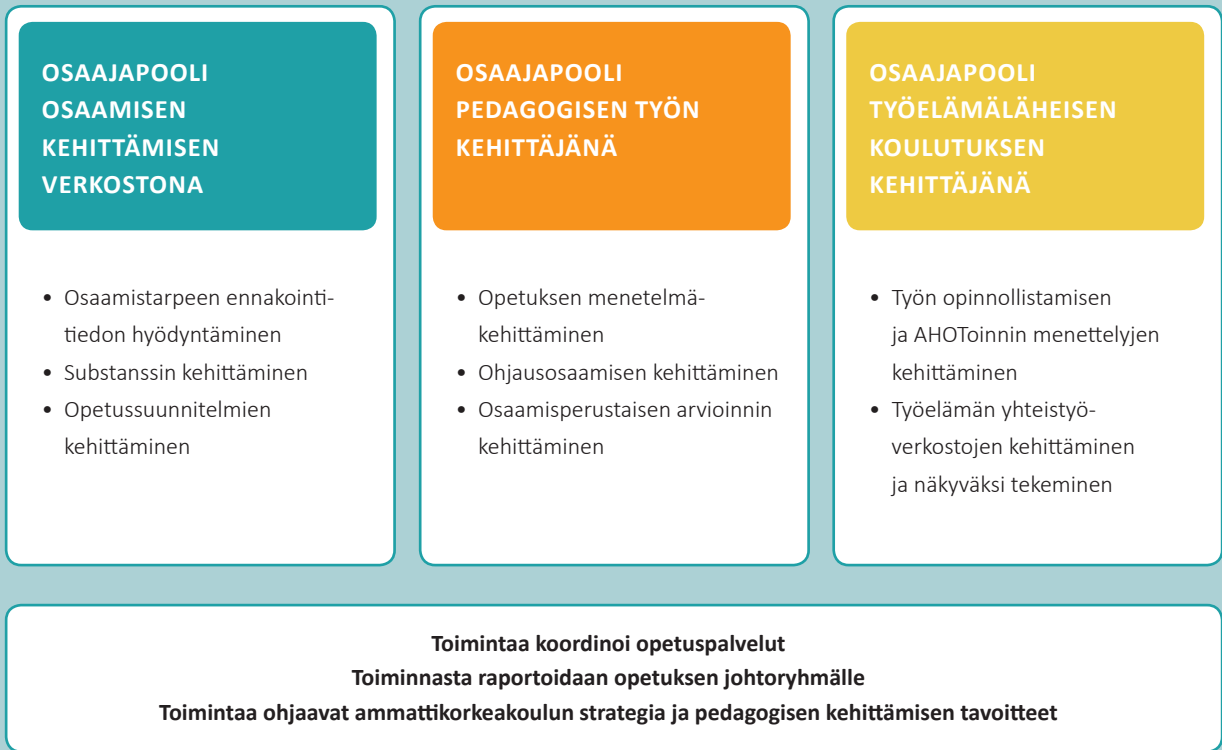 OSAAJAPOOLI
OSAAMISEN
KEHITTÄMISEN
VERKOSTONA
• Osaamistarpeen ennakointi-
tiedon hyödyntäminen
• Substanssin kehittäminen
• Opetussuunnitelmien
kehittäminen
OSAAJAPOOLI
PEDAGOGISEN TYÖN
KEHITTÄJÄNÄ
• Opetuksen menetelmä-
kehittäminen
• Ohjausosaamisen kehittäminen
• Osaamisperustaisen arvioinnin
kehittäminen
OSAAJAPOOLI
TYÖELÄMÄLÄHEISEN
KOULUTUKSEN
KEHITTÄJÄNÄ
• Työn opinnollistamisen
ja AHOToinnin menettelyjen
kehittäminen
• Työelämän yhteistyö-
verkostojen kehittäminen
ja näkyväksi tekeminen
Toimintaa koordinoi opetuspalvelut
Toiminnasta raportoidaan opetuksen johtoryhmälle
Toimintaa ohjaavat ammattikorkeakoulun strategia ja pedagogisen kehittämisen tavoitteet